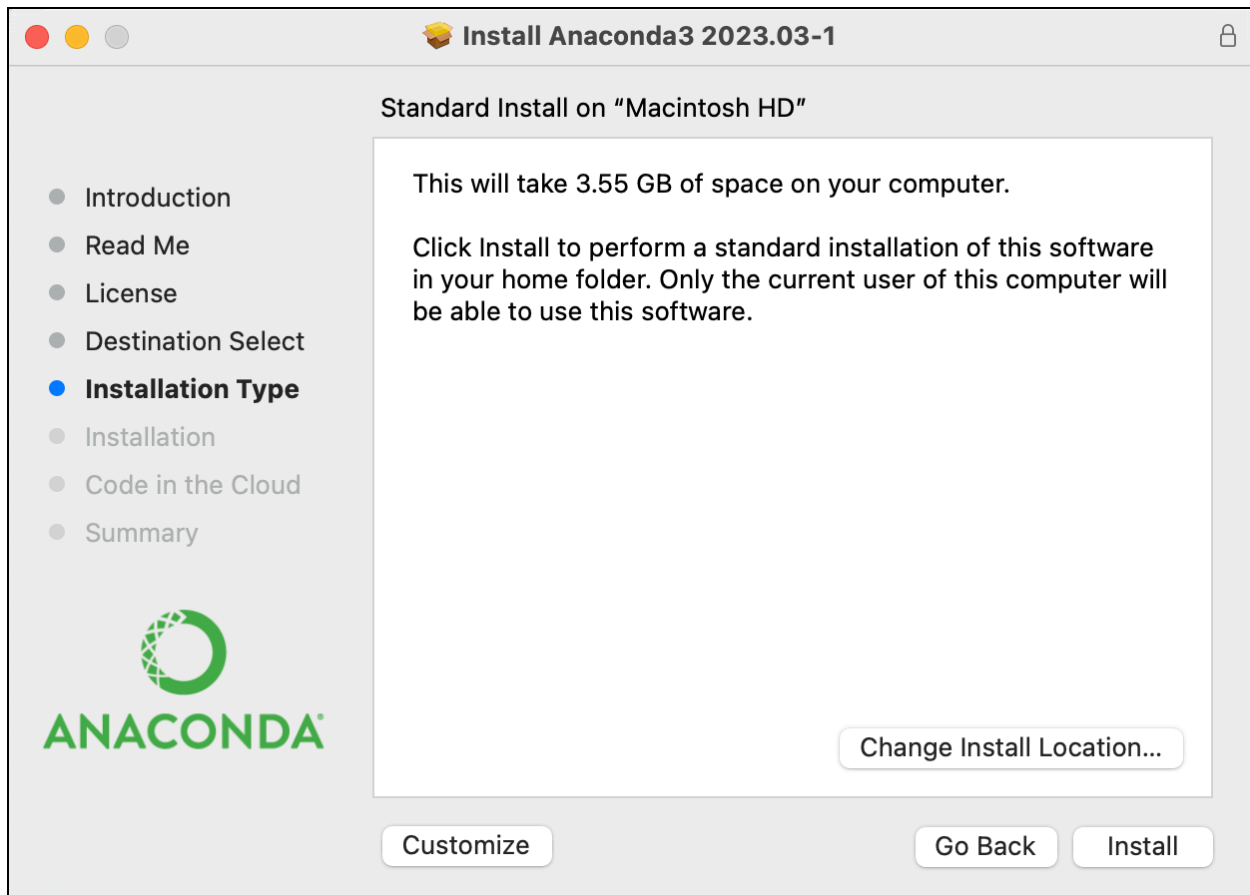 Install Anaconda3 2023.03-1
Standard Install on “Macintosh HD”
Introduction
Read Me
License
Destination Select
Installation Type
Installation
Code in the Cloud
Summary
ANACONDA®
This will take 3.55 GB of space on your computer.
Click Install to perform a standard installation of this software
in your home folder. Only the current user of this computer will
be able to use this software.
Change Install Location...
Customize
Go Back
Install